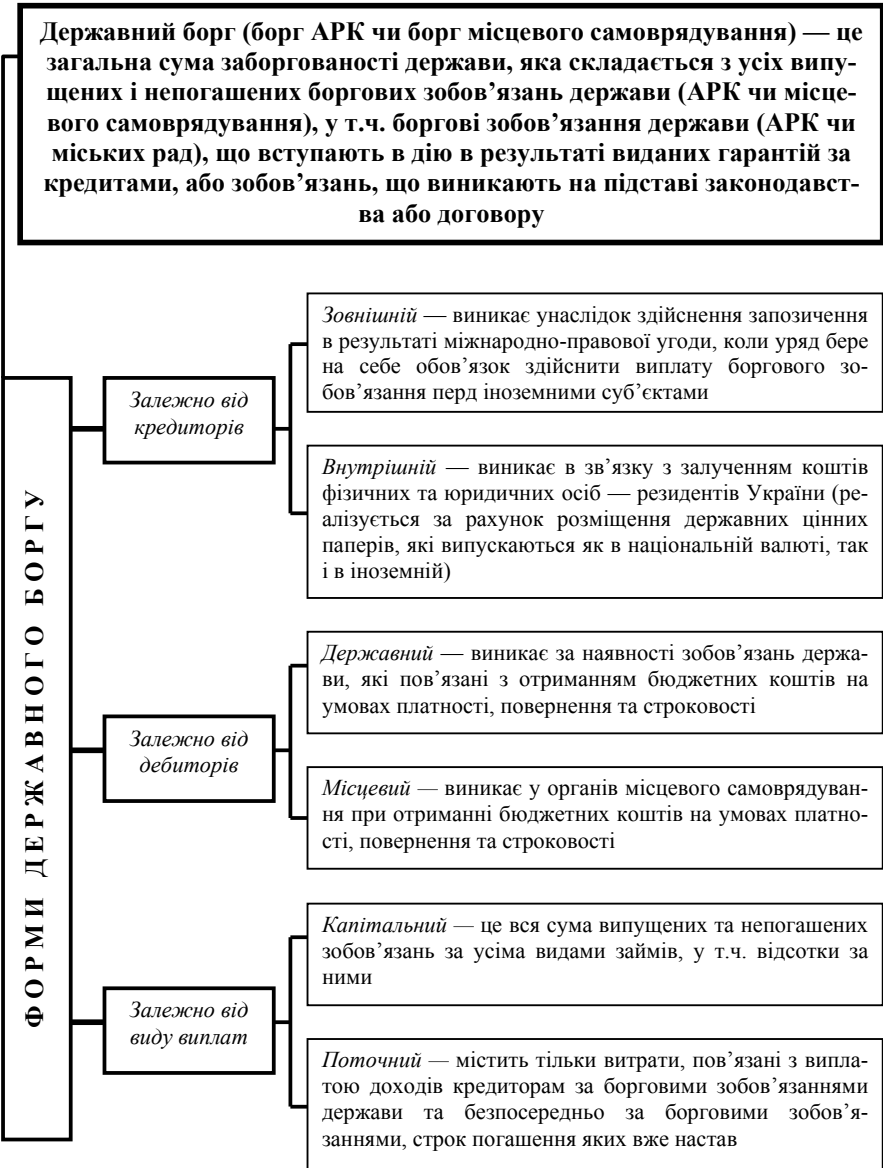 Державний борг (борг АРК чи борг місцевого самоврядування) — це
загальна сума заборгованості держави, яка складається з усіх випу-
щених і непогашених боргових зобов’язань держави (АРК чи місце-
вого самоврядування), у т.ч. боргові зобов’язання держави (АРК чи
міських рад), що вступають в дію в результаті виданих гарантій за
кредитами, або зобов’язань, що виникають на підставі законодавст-
ва або договору
ФОРМИ ДЕРЖАВНОГО БОРГУ
Залежно від
кредиторів
Зовнішній — виникає унаслідок здійснення запозичення
в результаті міжнародно-правової угоди, коли уряд бере
на себе обов’язок здійснити виплату боргового зо-
бов’язання перд іноземними суб’єктами
Внутрішній — виникає в зв’язку з залученням коштів
фізичних та юридичних осіб — резидентів України (ре-
алізується за рахунок розміщення державних цінних
паперів, які випускаються як в національній валюті, так
і в іноземній)
Залежно від
дебиторів
Державний — виникає за наявності зобов’язань держа-
ви, які пов’язані з отриманням бюджетних коштів на
умовах платності, повернення та строковості
Місцевий — виникає у органів місцевого самоврядуван-
ня при отриманні бюджетних коштів на умовах платно-
сті, повернення та строковості
Залежно від
виду виплат
Капітальний — це вся сума випущених та непогашених
зобов’язань за усіма видами займів, у т.ч. відсотки за
ними
Поточний — містить тільки витрати, пов’язані з випла-
тою доходів кредиторам за борговими зобов’язаннями
держави та безпосередньо за борговими зобов’я-
заннями, строк погашення яких вже настав